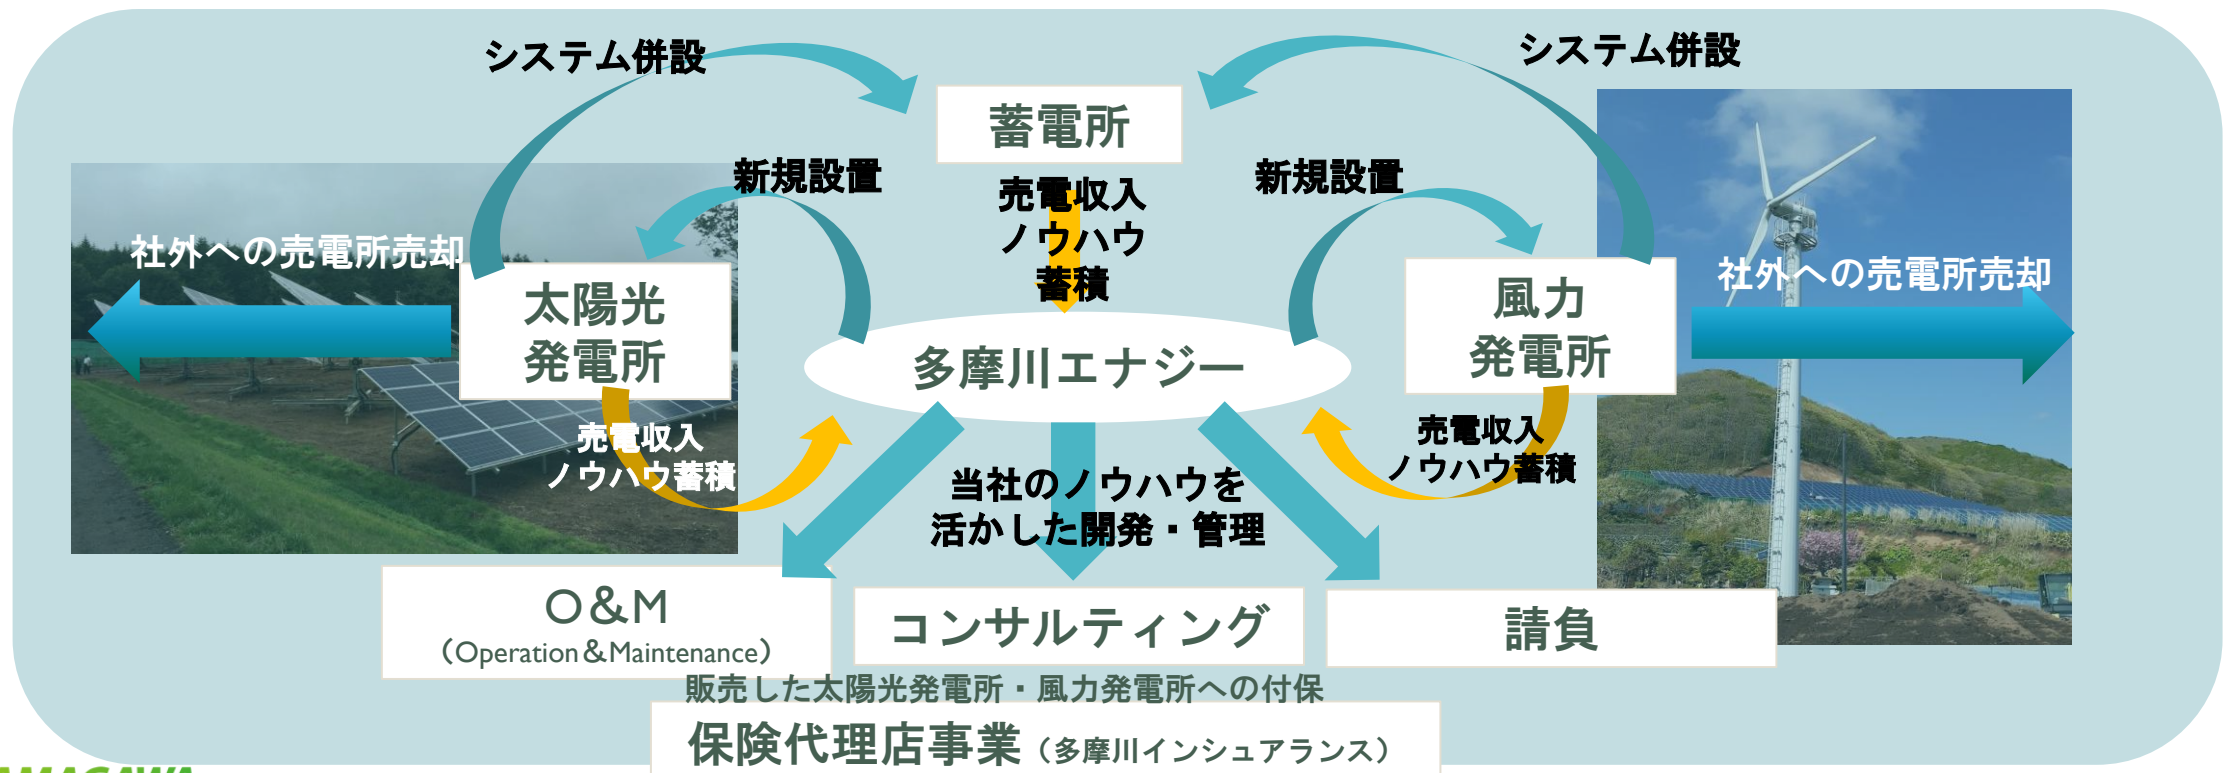 システム併設
システム併設
蓄電所
新規設置
売電収入
ノウハウ
蓄積
新規設置
社外への売電所売却
太陽光
発電所
風力
発電所
社外への売電所売却
多摩川エナジー
売電収入
ノウハウ蓄積
売電収入
ノウハウ蓄積
当社のノウハウを
活かした開発・管理
O&M
(Operation&Maintenance)
コンサルティング
請負
販売した太陽光発電所・風力発電所への付保
保険代理店事業(多摩川インシュアランス)